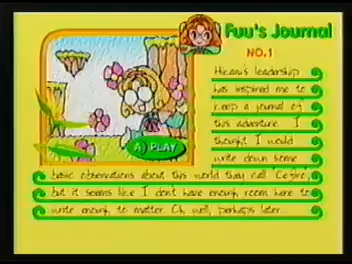 Fuu's Journal
NO.1
Hikaru's leadership
has inspired me to
keep a journal of
this adventure. I
thought I would
write down some
A) PLAY
basic observations about this world they call Cefiro,
but it seems like I don't have enough room here to
write enough to matter. Oh well, perhaps later.